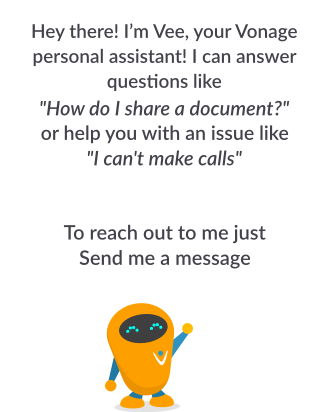 Hey there! I’m Vee, your Vonage
personal assistant! I can answer
questions like
"How do I share a document?"
or help you with an issue like
"I can't make calls"
To reach out to me just
Send me a message